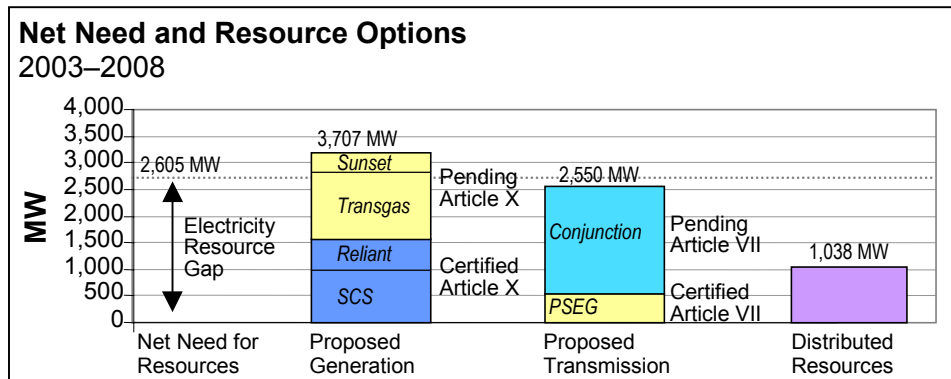 Net Need and Resource Options
2003–2008
MW
4,000
3,500
3,000
2,500
2,000
1,500
1,000
500
0
2,605 MW
Electricity
Resource
Gap
3,707 MW
Sunset
Transgas
Reliant
SCS
Pending
Article X
Certified
Article X
2,550 MW
Conjunction
PSEG
Pending
Article VII
Certified
Article VII
1,038 MW
Net Need for
Resources
Proposed
Generation
Proposed
Transmission
Distributed
Resources